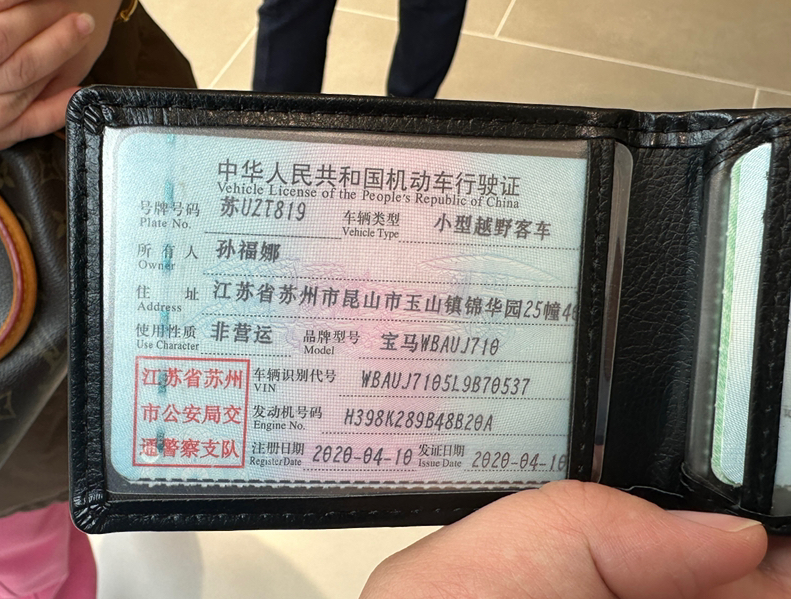 中华人民共和国机动车行驶证
Vehicle License of the People's Republic of China
号牌号码 苏UZT819 车辆类型 小型越野客车
Plate No. Vehicle Type
所有人 孙福娜
Owner
住址 江苏省苏州市昆山市玉山镇锦华园25幢40
Address
使用性质 非营运 品牌型号 宝马WBAUJ710
Use Character Model
江苏省苏州
市公安局交
通警察支队
车辆识别代号 WBAUJ7105L9B70537
VIN
发动机号码 H398K289B48B20A
Engine No.
注册日期 2020-04-10 发证日期 2020-04-10
Register Date Issue Date